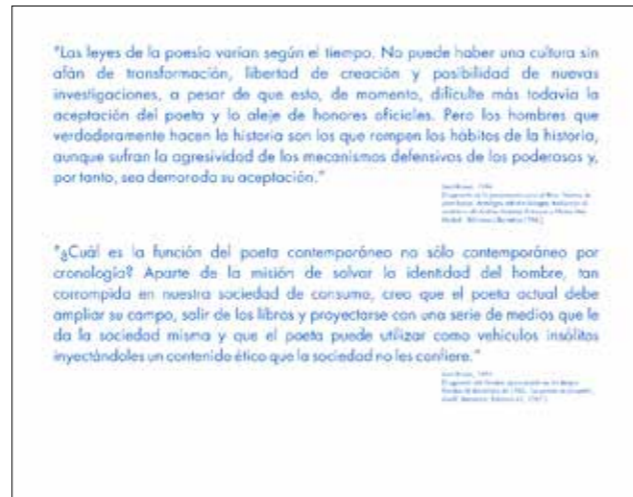 "Las leyes de la poesía varían según el tiempo. No puede haber una cultura sin
afán de transformación, libertad de creación y posibilidad de nuevas
investigaciones, a pesar de que esto, de momento, dificulte más todavía la
aceptación del poeta y lo aleje de honores oficiales. Pero los hombres que
verdaderamente hacen la historia son los que rompen los hábitos de la historia,
aunque sufran la agresividad de los mecanismos defensivos de los poderosos y,
por tanto, sea demorada su aceptación."
"¿Cuál es la función del poeta contemporáneo no sólo contemporáneo por
cronología? Aparte de la misión de salvar la identidad del hombre, tan
corrompida en nuestra sociedad de consumo, creo que el poeta actual debe
ampliar su campo, salir de los libros y proyectarse con una serie de medios que le
da la sociedad misma y que el poeta puede utilizar como vehículos insólitos
inyectándoles un contenido ético que la sociedad no les confiere."